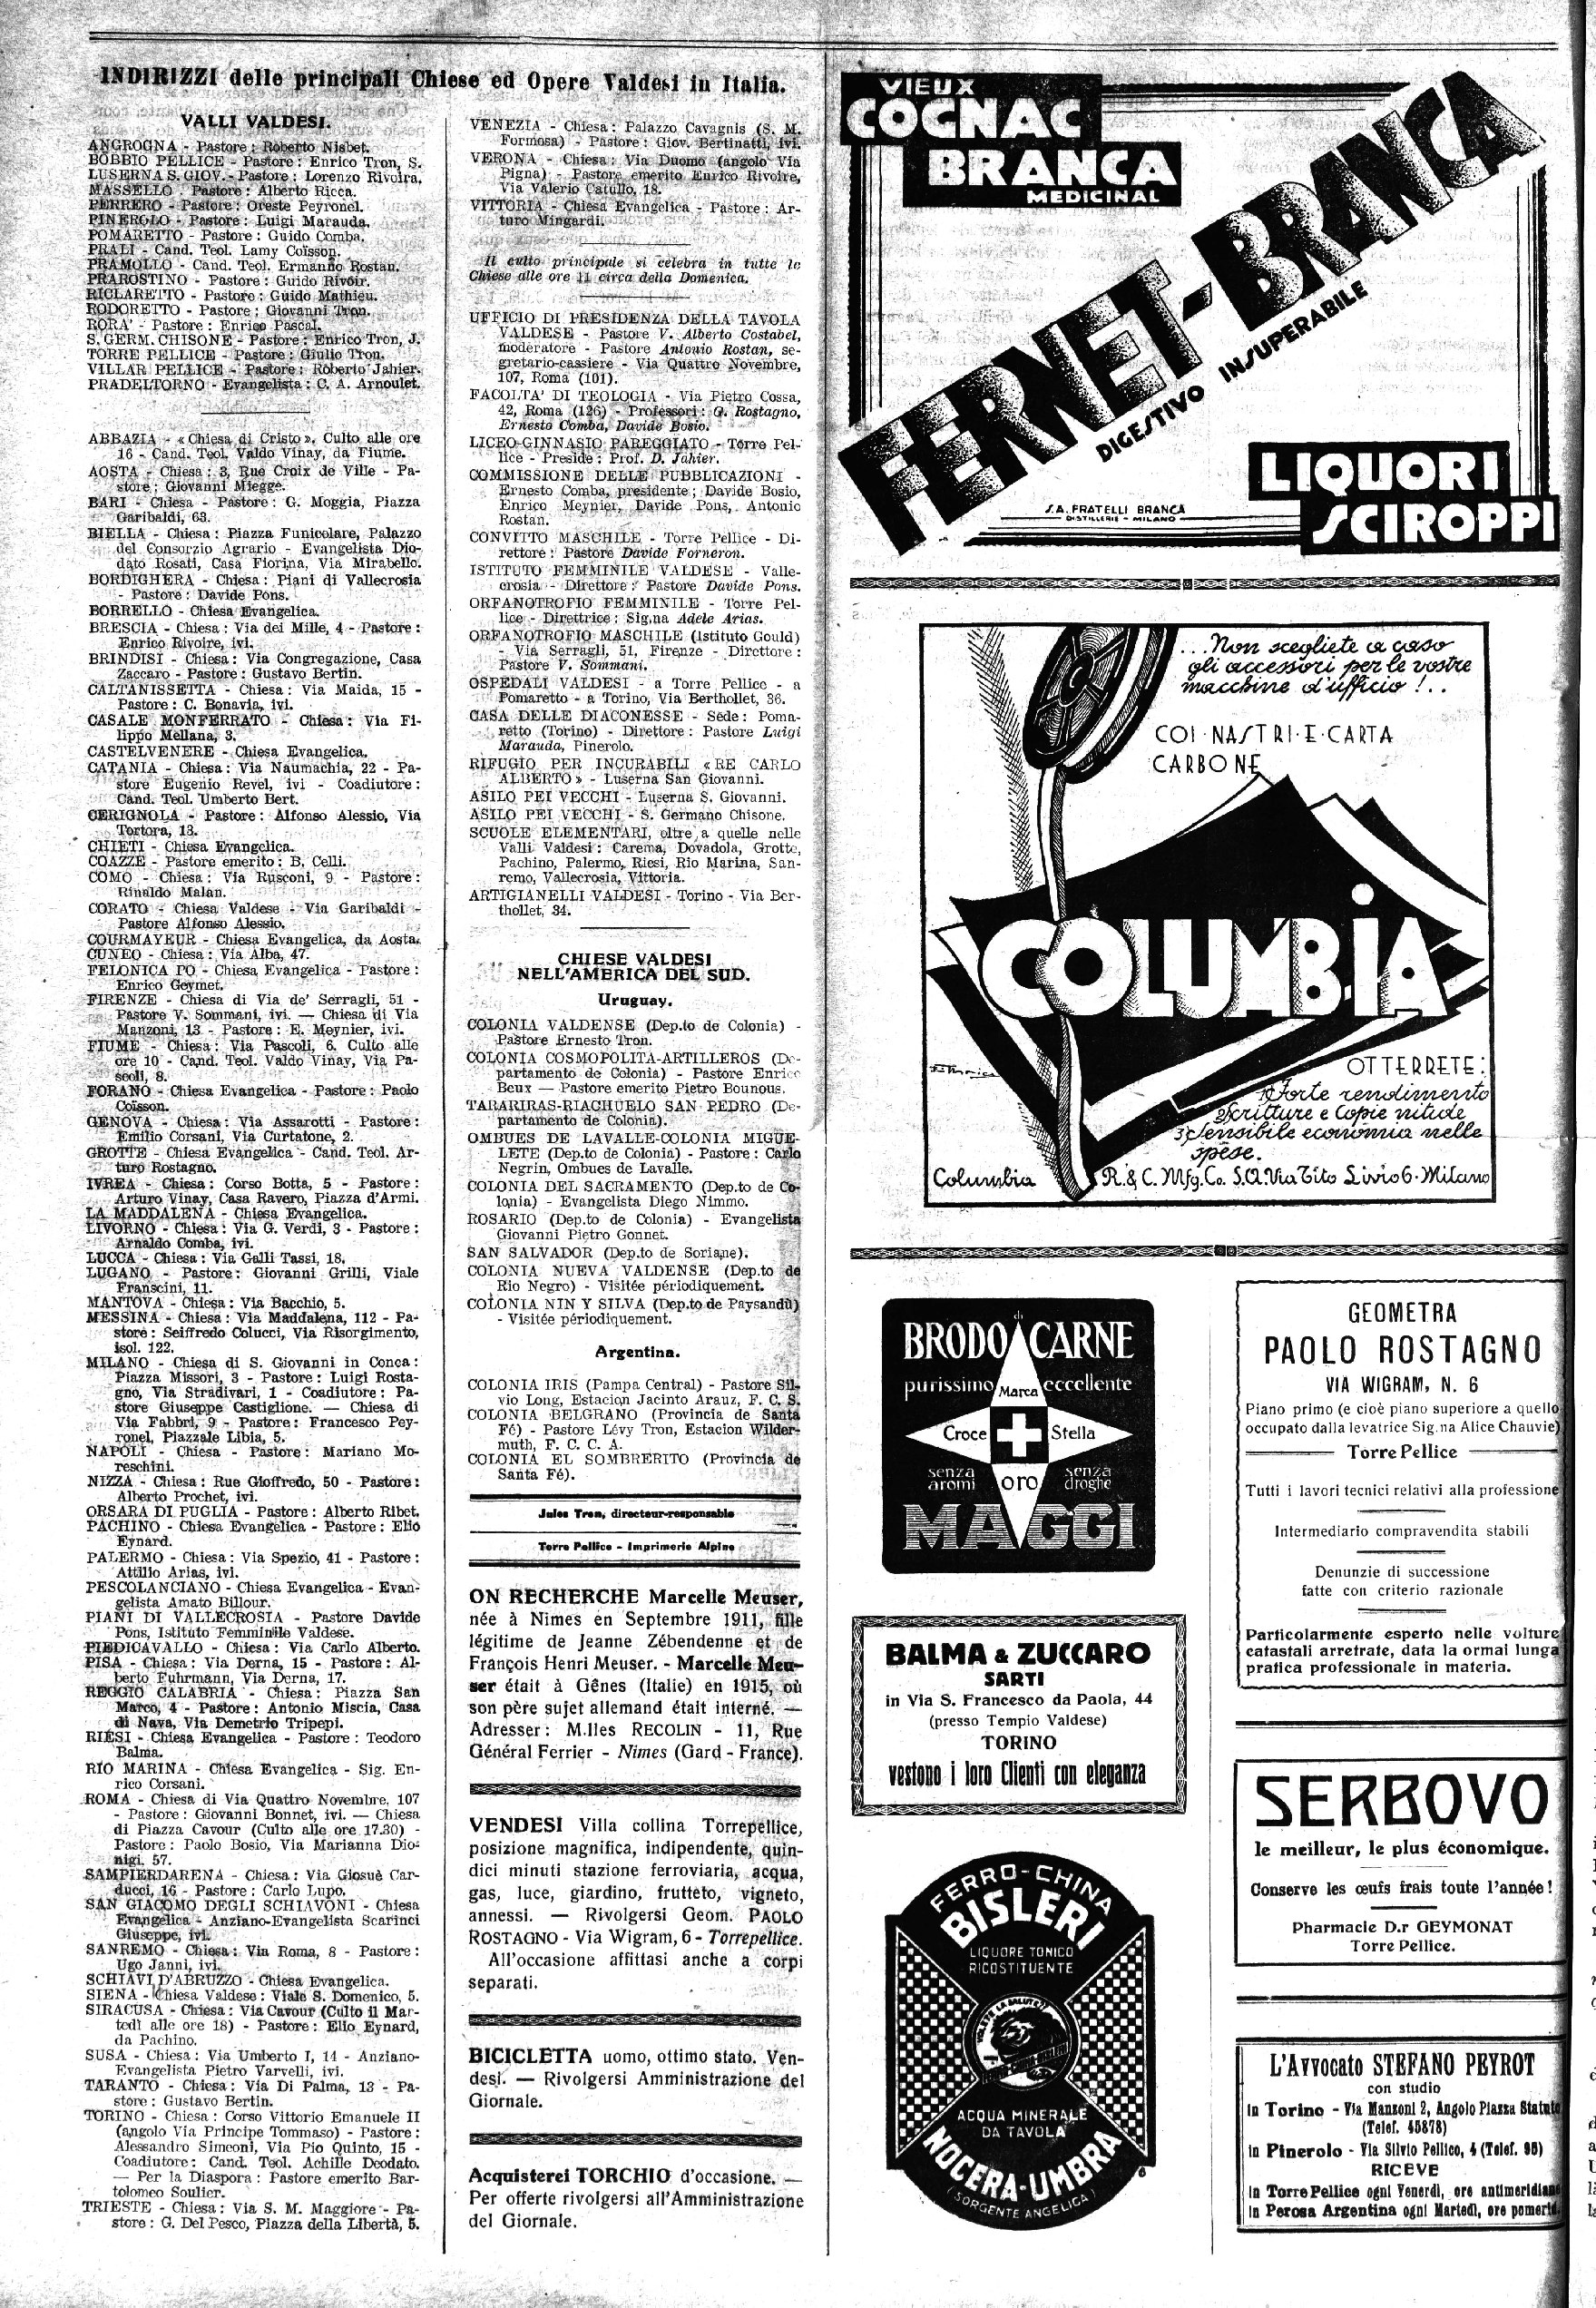 INDIRIZZI delle principali Chiese ed Opere Valdesi in Italia.
VALLI VALDESI.
ANGROGNA - Pastore: Roberto Nisbet.
BOBBIO PELLICE - Pastore: Enrico Tron, S.
LUSERNA S. GIOV. - Pastore: Lorenzo Rivoira.
MASSELLO - Pastore: Alberto Ricca.
PERRERO - Pastore: Oreste Peyronel.
PINEROLO - Pastore: Luigi Marauda.
POMARETTO - Pastore: Guido Comba.
PRALI - Cand. Teol. Lamy Coïsson.
PRAMOLLO - Cand. Teol. Ermanno Rostan.
PRAROSTINO - Pastore: Guido Rivoir.
RICLARETTO - Pastore: Guido Mathieu.
RODORETTO - Pastore: Giovanni Tron.
RORA' - Pastore: Enrico Pascal.
S. GERM. CHISONE - Pastore: Enrico Tron, J.
TORRE PELLICE - Pastore: Giulio Tron.
VILLAR PELLICE - Pastore: Roberto Jahier.
PRADELTORNO - Evangelista: C. A. Arnoulet.
ABBAZIA - « Chiesa di Cristo ». Culto alle ore
16 - Cand. Teol. Valdo Vinay, da Fiume.
AOSTA - Chiesa: 3, Rue Croix de Ville - Pa-
store: Giovanni Miegge.
BARI - Chiesa - Pastore: G. Moggia, Piazza
Garibaldi, 63.
BIELLA - Chiesa: Piazza Funicolare, Palazzo
del Consorzio Agrario - Evangelista Dio-
dato Rosati, Casa Fiorina, Via Mirabello.
BORDIGHERA - Chiesa: Piani di Vallecrosia
- Pastore: Davide Pons.
BORRELLO - Chiesa Evangelica.
BRESCIA - Chiesa: Via dei Mille, 4 - Pastore:
Enrico Rivoire, ivi.
BRINDISI - Chiesa: Via Congregazione, Casa
Zaccaro - Pastore: Gustavo Bertin.
CALTANISSETTA - Chiesa: Via Maida, 15 -
Pastore: C. Bonavia, ivi.
CASALE MONFERRATO - Chiesa: Via Fi-
lippo Mellana, 3.
CASTELVENERE - Chiesa Evangelica.
CATANIA - Chiesa: Via Naumachia, 22 - Pa-
store Eugenio Revel, ivi - Coadiutore:
Cand. Teol. Umberto Bert.
CERIGNOLA - Pastore: Alfonso Alessio, Via
Tortora, 13.
CHIETI - Chiesa Evangelica.
COAZZE - Pastore emerito: B. Celli.
COMO - Chiesa: Via Rusconi, 9 - Pastore:
Rinaldo Malan.
CORATO - Chiesa Valdese - Via Garibaldi -
Pastore Alfonso Alessio.
COURMAYEUR - Chiesa Evangelica, da Aosta.
CUNEO - Chiesa: Via Alba, 47.
FELONICA PO - Chiesa Evangelica - Pastore:
Enrico Geymet.
FIRENZE - Chiesa di Via de' Serragli, 51 -
Pastore V. Sommani, ivi. — Chiesa di Via
Manzoni, 13 - Pastore: E. Meynier, ivi.
FIUME - Chiesa: Via Pascoli, 6. Culto alle
ore 10 - Cand. Teol. Valdo Vinay, Via Pa-
scoli, 8.
FORANO - Chiesa Evangelica - Pastore: Paolo
Coïsson.
GENOVA - Chiesa: Via Assarotti - Pastore:
Emilio Corsani, Via Curtatone, 2.
GROTTE - Chiesa Evangelica - Cand. Teol. Ar-
turo Rostagno.
IVREA - Chiesa: Corso Botta, 5 - Pastore:
Arturo Vinay, Casa Ravero, Piazza d'Armi.
LA MADDALENA - Chiesa Evangelica.
LIVORNO - Chiesa: Via G. Verdi, 3 - Pastore:
Arnaldo Comba, ivi.
LUCCA - Chiesa: Via Galli Tassi, 18.
LUGANO - Pastore: Giovanni Grilli, Viale
Franscini, 11.
MANTOVA - Chiesa: Via Bacchio, 5.
MESSINA - Chiesa: Via Maddalena, 112 - Pa-
store: Seiffredo Colucci, Via Risorgimento,
isol. 122.
MILANO - Chiesa di S. Giovanni in Conca:
Piazza Missori, 3 - Pastore: Luigi Rosta-
gno, Via Stradivari, 1 - Coadiutore: Pa-
store Giuseppe Castiglione. — Chiesa di
Via Fabbri, 9 - Pastore: Francesco Pey-
ronel, Piazzale Libia, 5.
NAPOLI - Chiesa - Pastore: Mariano Mo-
reschini.
NIZZA - Chiesa: Rue Gioffredo, 50 - Pastore:
Alberto Prochet, ivi.
ORSARA DI PUGLIA - Pastore: Alberto Ribet.
PACHINO - Chiesa Evangelica - Pastore: Elio
Eynard.
PALERMO - Chiesa: Via Spezio, 41 - Pastore:
Attilio Arias, ivi.
PESCOLANCIANO - Chiesa Evangelica - Evan-
gelista Amato Billour.
PIANI DI VALLECROSIA - Pastore Davide
Pons, Istituto Femminile Valdese.
PIEDICAVALLO - Chiesa: Via Carlo Alberto.
PISA - Chiesa: Via Derna, 15 - Pastore: Al-
berto Fuhrmann, Via Derna, 17.
REGGIO CALABRIA - Chiesa: Piazza San
Marco, 4 - Pastore: Antonio Miscia, Casa
di Nava, Via Demetrio Tripepi.
RIESI - Chiesa Evangelica - Pastore: Teodoro
Balma.
RIO MARINA - Chiesa Evangelica - Sig. En-
rico Corsani.
ROMA - Chiesa di Via Quattro Novembre, 107
- Pastore: Giovanni Bonnet, ivi. — Chiesa
di Piazza Cavour (Culto alle ore 17.30) -
Pastore: Paolo Bosio, Via Marianna Dio-
nigi, 57.
SAMPIERDARENA - Chiesa: Via Giosuè Car-
ducci, 16 - Pastore: Carlo Lupo.
SAN GIACOMO DEGLI SCHIAVONI - Chiesa
Evangelica - Anziano-Evangelista Scarinci
Giuseppe, ivi.
SANREMO - Chiesa: Via Roma, 8 - Pastore:
Ugo Janni, ivi.
SCHIAVI D'ABRUZZO - Chiesa Evangelica.
SIENA - Chiesa Valdese: Viale S. Domenico, 5.
SIRACUSA - Chiesa: Via Cavour (Culto il Mar-
tedì alle ore 18) - Pastore: Elio Eynard,
da Pachino.
SUSA - Chiesa: Via Umberto I, 14 - Anziano-
Evangelista Pietro Varvelli, ivi.
TARANTO - Chiesa: Via Di Palma, 13 - Pa-
store: Gustavo Bertin.
TORINO - Chiesa: Corso Vittorio Emanuele II
(angolo Via Principe Tommaso) - Pastore:
Alessandro Simeoni, Via Pio Quinto, 15 -
Coadiutore: Cand. Teol. Achille Deodato.
— Per la Diaspora: Pastore emerito Bar-
tolomeo Soulier.
TRIESTE - Chiesa: Via S. M. Maggiore - Pa-
store: G. Del Pesco, Piazza della Libertà, 5.
VENEZIA - Chiesa: Palazzo Cavagnis (S. M.
Formosa) - Pastore: Giov. Bertinatti, ivi.
VERONA - Chiesa: Via Duomo (angolo Via
Pigna) - Pastore emerito Enrico Rivoire,
Via Valerio Catullo, 18.
VITTORIA - Chiesa Evangelica - Pastore: Ar-
turo Mingardi.
Il culto principale si celebra in tutte le
Chiese alle ore 11 circa della Domenica.
UFFICIO DI PRESIDENZA DELLA TAVOLA
VALDESE - Pastore V. Alberto Costabel,
moderatore - Pastore Antonio Rostan, se-
gretario-cassiere - Via Quattro Novembre,
107, Roma (101).
FACOLTA' DI TEOLOGIA - Via Pietro Cossa,
42, Roma (126) - Professori: G. Rostagno,
Ernesto Comba, Davide Bosio.
LICEO-GINNASIO PAREGGIATO - Torre Pel-
lice - Preside: Prof. D. Jahier.
COMMISSIONE DELLE PUBBLICAZIONI -
Ernesto Comba, presidente; Davide Bosio,
Enrico Meynier, Davide Pons, Antonio
Rostan.
CONVITTO MASCHILE - Torre Pellice - Di-
rettore: Pastore Davide Forneron.
ISTITUTO FEMMINILE VALDESE - Valle-
crosia - Direttore: Pastore Davide Pons.
ORFANOTROFIO FEMMINILE - Torre Pel-
lice - Direttrice: Sig.na Adele Arias.
ORFANOTROFIO MASCHILE (Istituto Gould)
- Via Serragli, 51, Firenze - Direttore:
Pastore V. Sommani.
OSPEDALI VALDESI - a Torre Pellice - a
Pomaretto - a Torino, Via Berthollet, 36.
CASA DELLE DIACONESSE - Sede: Poma-
retto (Torino) - Direttore: Pastore Luigi
Marauda, Pinerolo.
RIFUGIO PER INCURABILI « RE CARLO
ALBERTO » - Luserna San Giovanni.
ASILO PEI VECCHI - Luserna S. Giovanni.
ASILO PEI VECCHI - S. Germano Chisone.
SCUOLE ELEMENTARI, oltre a quelle nelle
Valli Valdesi: Carema, Dovadola, Grotte,
Pachino, Palermo, Riesi, Rio Marina, San-
remo, Vallecrosia, Vittoria.
ARTIGIANELLI VALDESI - Torino - Via Ber-
thollet, 34.
CHIESE VALDESI
NELL'AMERICA DEL SUD.
Uruguay.
COLONIA VALDENSE (Dep.to de Colonia) -
Pastore Ernesto Tron.
COLONIA COSMOPOLITA-ARTILLEROS (De-
partamento de Colonia) - Pastore Enrico
Beux — Pastore emerito Pietro Bounous.
TARARIRAS-RIACHUELO SAN PEDRO (De-
partamento de Colonia).
OMBUES DE LAVALLE-COLONIA MIGUE-
LETE (Dep.to de Colonia) - Pastore: Carlo
Negrin, Ombues de Lavalle.
COLONIA DEL SACRAMENTO (Dep.to de Co-
lonia) - Evangelista Diego Nimmo.
ROSARIO (Dep.to de Colonia) - Evangelista
Giovanni Pietro Gonnet.
SAN SALVADOR (Dep.to de Soriane).
COLONIA NUEVA VALDENSE (Dep.to de
Rio Negro) - Visitée périodiquement.
COLONIA NIN Y SILVA (Dep.to de Paysandù)
- Visitée périodiquement.
Argentina.
COLONIA IRIS (Pampa Central) - Pastore Sil-
vio Long, Estacion Jacinto Arauz, F. C. S.
COLONIA BELGRANO (Provincia de Santa
Fé) - Pastore Lévy Tron, Estacion Wilder-
muth, F. C. C. A.
COLONIA EL SOMBRERITO (Provincia de
Santa Fé).
Jules Tron, directeur-responsable
Torre Pellice - Imprimerie Alpine
ON RECHERCHE Marcelle Meuser,
née à Nimes en Septembre 1911, fille
légitime de Jeanne Zébendenne et de
François Henri Meuser. - Marcelle Meu-
ser était à Gênes (Italie) en 1915, où
son père sujet allemand était interné. —
Adresser: M.lles RECOLIN - 11, Rue
Général Ferrier - Nimes (Gard - France).
VENDESI Villa collina Torrepellice,
posizione magnifica, indipendente, quin-
dici minuti stazione ferroviaria, acqua,
gas, luce, giardino, frutteto, vigneto,
annessi. — Rivolgersi Geom. PAOLO
ROSTAGNO - Via Wigram, 6 - Torrepellice.
All'occasione affittasi anche a corpi
separati.
BICICLETTA uomo, ottimo stato. Ven-
desi. — Rivolgersi Amministrazione del
Giornale.
Acquisterei TORCHIO d'occasione. —
Per offerte rivolgersi all'Amministrazione
del Giornale.
VIEUX
COGNAC
BRANCA
MEDICINAL
FERNET-BRANCA
DIGESTIVO INSUPERABILE
S.A. FRATELLI BRANCA
DISTILLERIE - MILANO
LIQUORI
SCIROPPI
...Non scegliete a caso
gli accessori per le vostre
macchine d'ufficio!..
COI·NASTRI·E·CARTA
CARBONE
COLUMBIA
OTTERRETE:
1) Forte rendimento
2) Scritture e Copie nitide
3) Sensibile economia nelle
spese.
Columbia R. & C. Mfg. Co. S.A. Via Tito Livio 6 - Milano
BRODO di CARNE
purissimo Marca eccellente
Croce Stella
senza aromi oro senza droghe
MAGGI
BALMA & ZUCCARO
SARTI
in Via S. Francesco da Paola, 44
(presso Tempio Valdese)
TORINO
vestono i loro Clienti con eleganza
FERRO-CHINA
BISLERI
LIQUORE TONICO
RICOSTITUENTE
ACQUA MINERALE
DA TAVOLA
NOCERA-UMBRA
(SORGENTE ANGELICA)
GEOMETRA
PAOLO ROSTAGNO
VIA WIGRAM, N. 6
Piano primo (e cioè piano superiore a quello
occupato dalla levatrice Sig.na Alice Chauvie)
Torre Pellice
Tutti i lavori tecnici relativi alla professione
Intermediario compravendita stabili
Denunzie di successione
fatte con criterio razionale
Particolarmente esperto nelle volture
catastali arretrate, data la ormai lunga
pratica professionale in materia.
SERBOVO
le meilleur, le plus économique.
Conserve les œufs frais toute l'année!
Pharmacie D.r GEYMONAT
Torre Pellice.
L'Avvocato STEFANO PEYROT
con studio
in Torino - Via Manzoni 2, Angolo Piazza Statuto
(Telef. 45878)
in Pinerolo - Via Silvio Pellico, 4 (Telef. 95)
RICEVE
in Torre Pellice ogni Venerdì, ore antimeridiane
in Perosa Argentina ogni Martedì, ore pomerid.